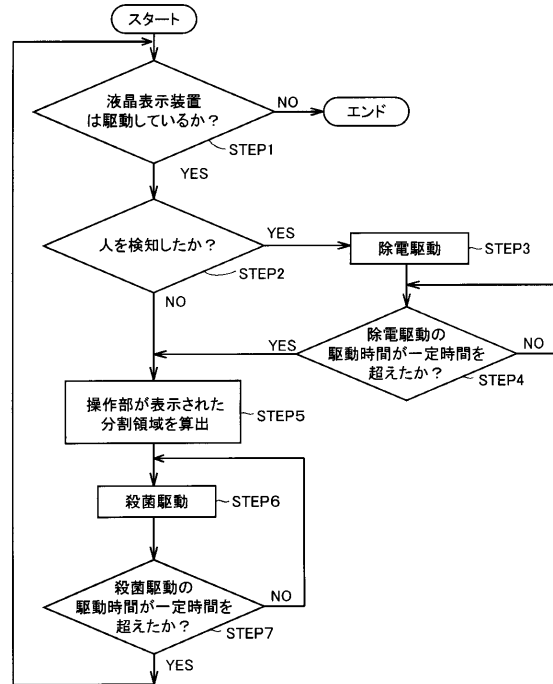 スタート
液晶表示装置
は駆動しているか？
NO
エンド
STEP1
YES
人を検知したか？
YES
STEP2
NO
除電駆動
STEP3
除電駆動の
駆動時間が一定時間を
超えたか？
YES
NO
STEP4
操作部が表示された
分割領域を算出
STEP5
殺菌駆動
STEP6
殺菌駆動の
駆動時間が一定時間を
超えたか？
NO
STEP7
YES